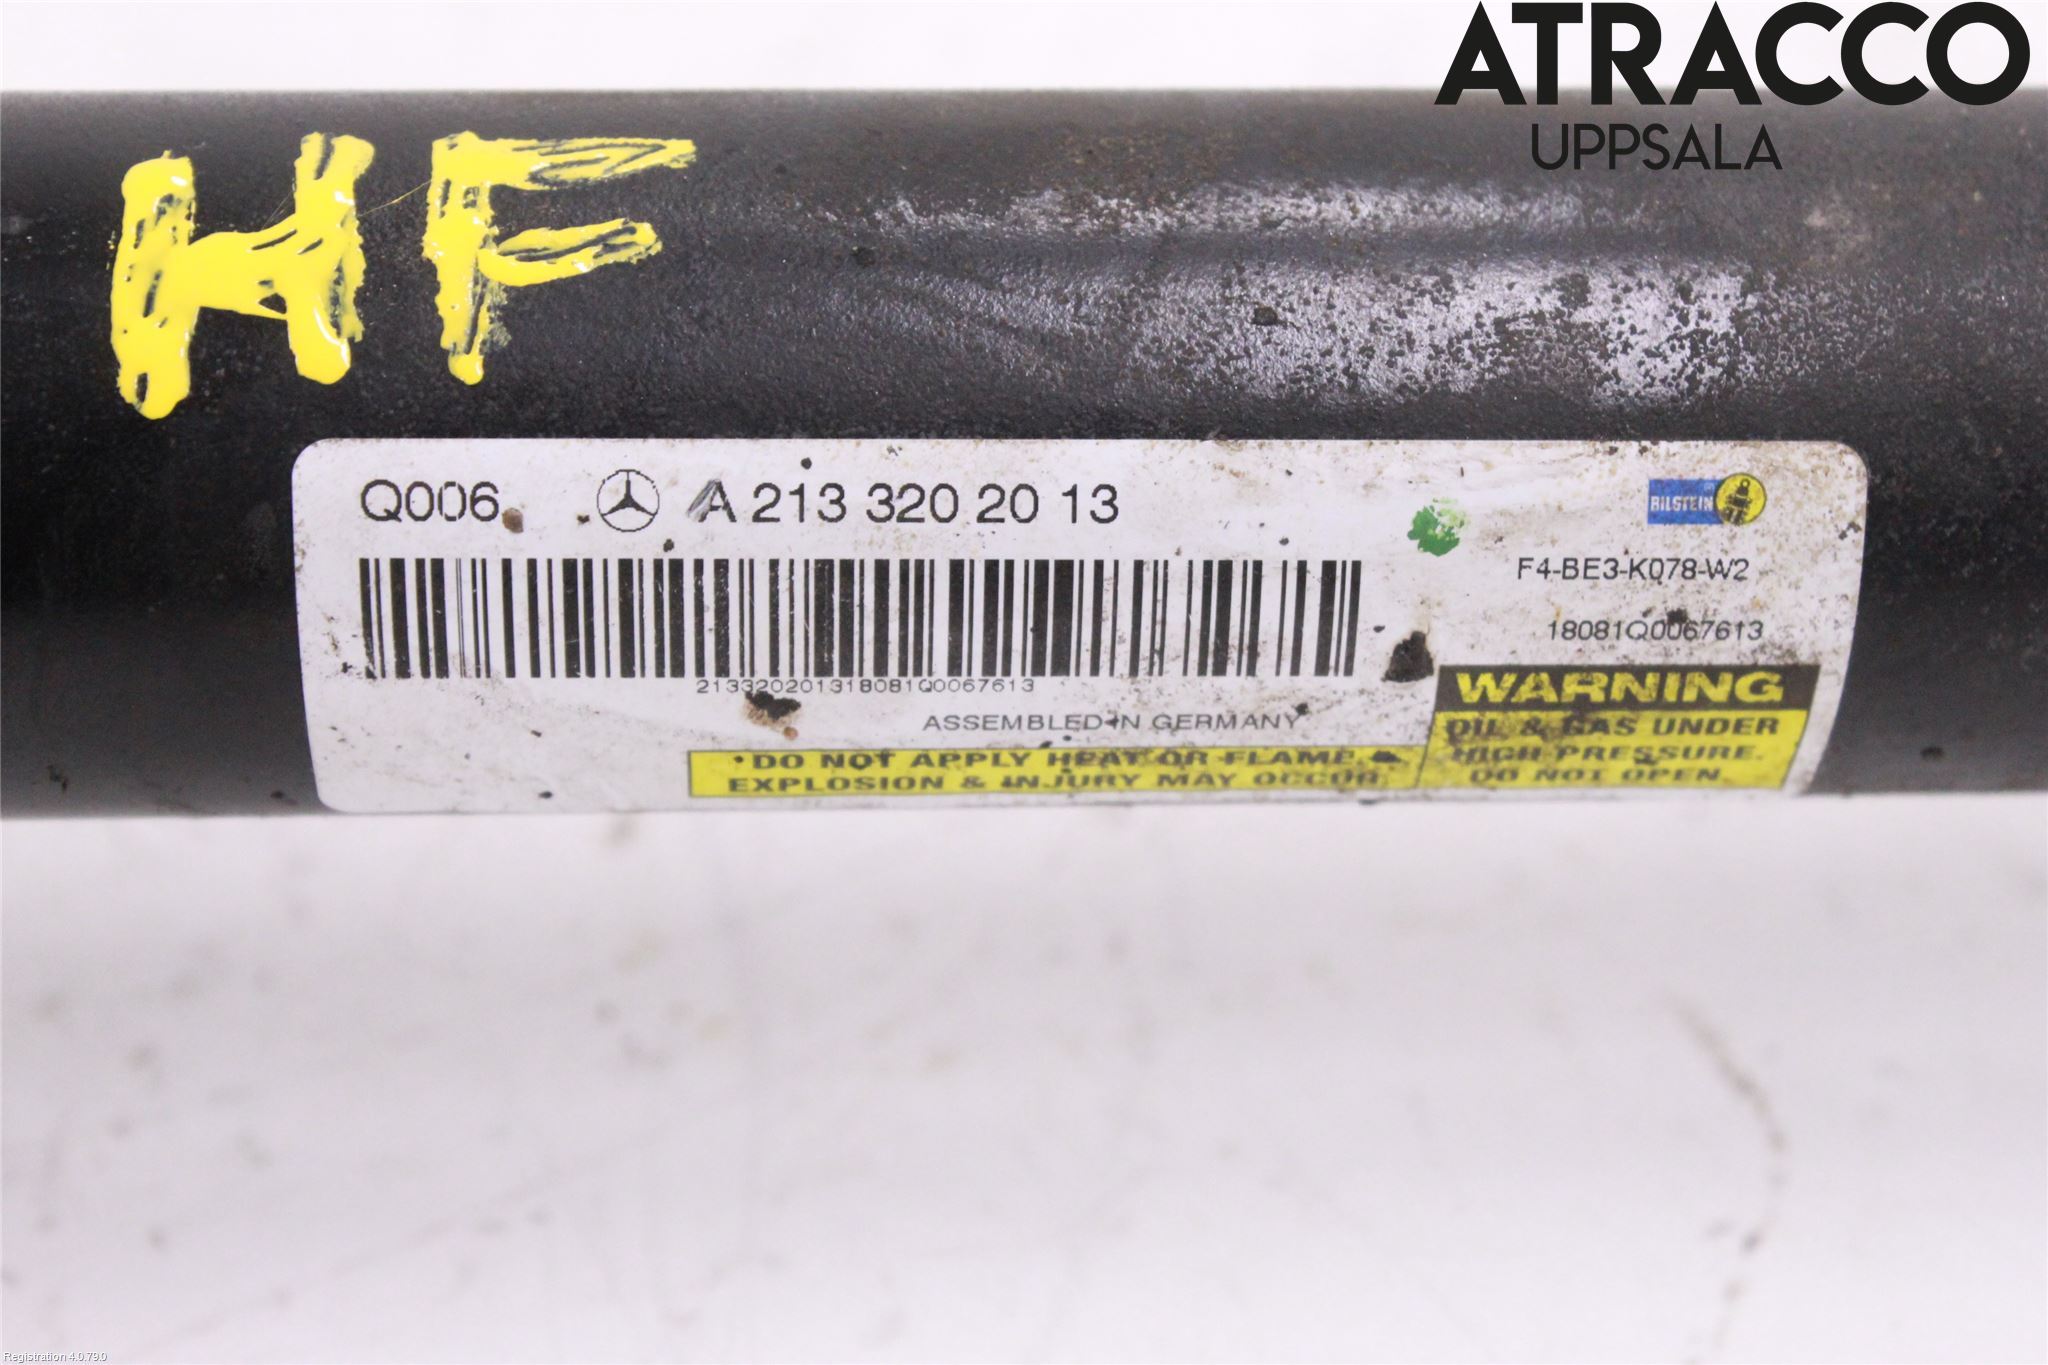 ATRACCO
UPPSALA
HF
Q006 A 213 320 20 13
BILSTEIN
F4-BE3-K078-W2
18081Q0067613
213320201318081Q0067613
ASSEMBLED IN GERMANY
WARNING
OIL & GAS UNDER
HIGH PRESSURE.
DO NOT OPEN.
DO NOT APPLY HEAT OR FLAME.
EXPLOSION & INJURY MAY OCCUR.
Registration 4.0.79.0